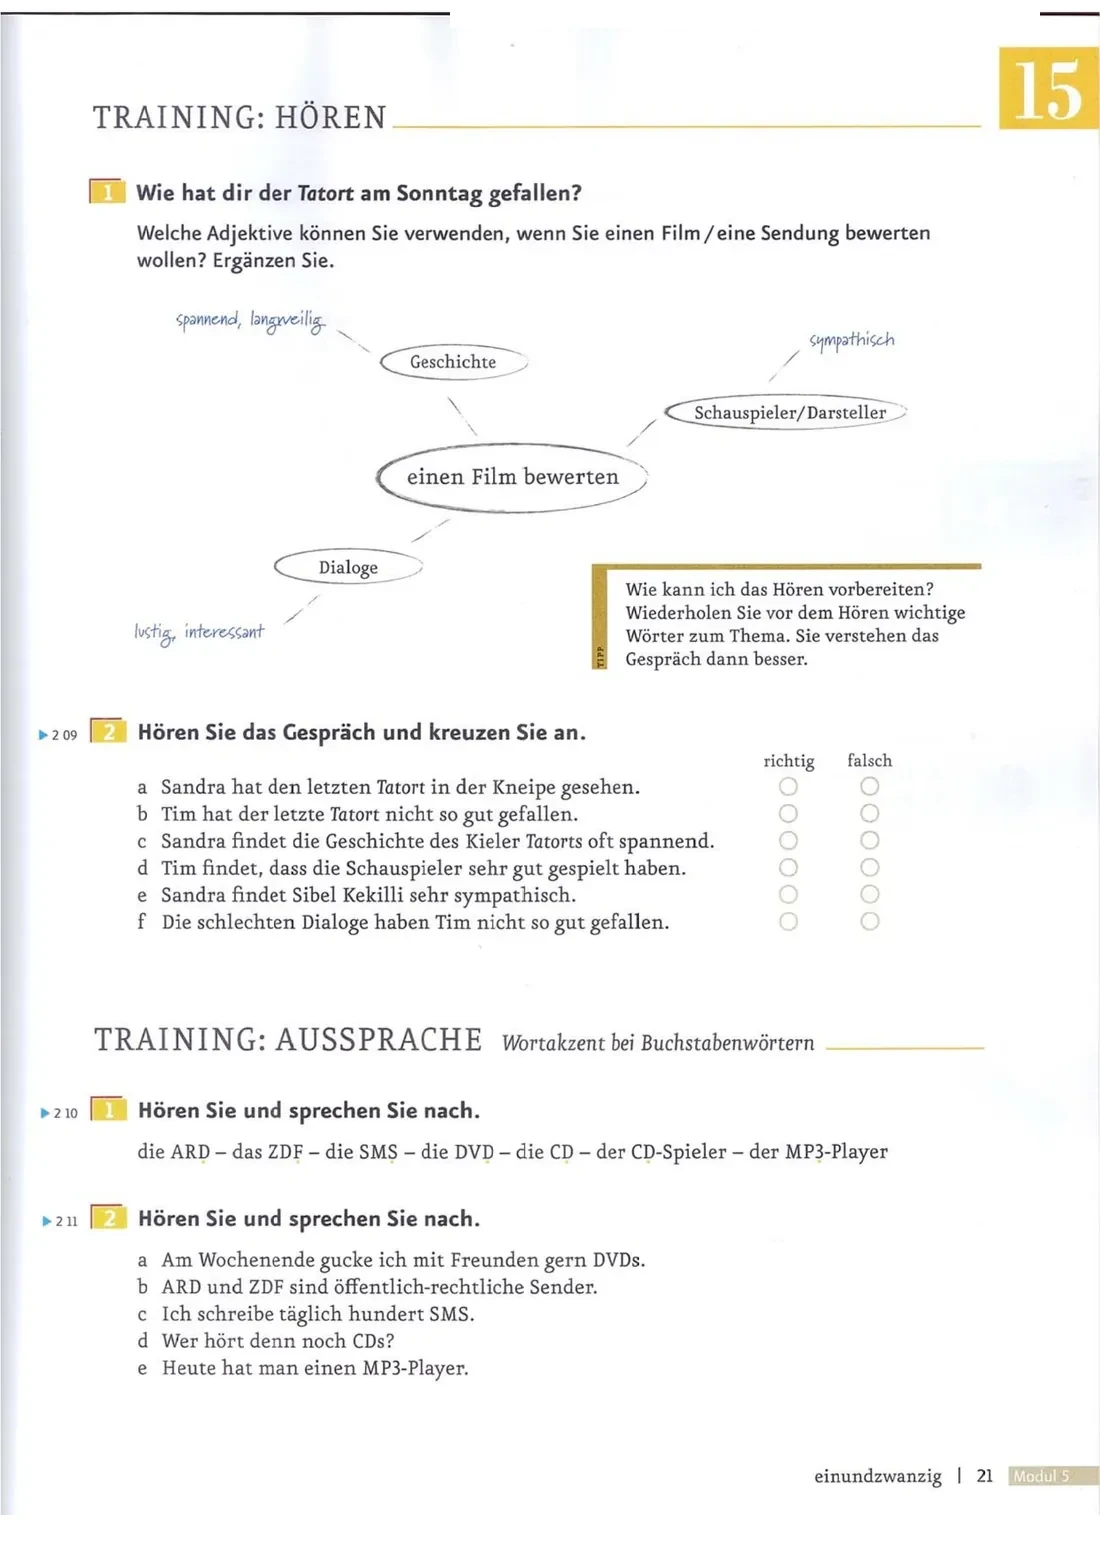 15
TRAINING: HÖREN
1 Wie hat dir der Tatort am Sonntag gefallen?
Welche Adjektive können Sie verwenden, wenn Sie einen Film/eine Sendung bewerten
wollen? Ergänzen Sie.
spannend, langweilig
sympathisch
Geschichte
Schauspieler/Darsteller
einen Film bewerten
Dialoge
lustig, interessant
TIPP
Wie kann ich das Hören vorbereiten?
Wiederholen Sie vor dem Hören wichtige
Wörter zum Thema. Sie verstehen das
Gespräch dann besser.
▶ 2 09 2 Hören Sie das Gespräch und kreuzen Sie an.
richtig falsch
a Sandra hat den letzten Tatort in der Kneipe gesehen.
b Tim hat der letzte Tatort nicht so gut gefallen.
c Sandra findet die Geschichte des Kieler Tatorts oft spannend.
d Tim findet, dass die Schauspieler sehr gut gespielt haben.
e Sandra findet Sibel Kekilli sehr sympathisch.
f Die schlechten Dialoge haben Tim nicht so gut gefallen.
TRAINING: AUSSPRACHE Wortakzent bei Buchstabenwörtern
▶ 2 10 1 Hören Sie und sprechen Sie nach.
die ARD – das ZDF – die SMS – die DVD – die CD – der CD-Spieler – der MP3-Player
▶ 2 11 2 Hören Sie und sprechen Sie nach.
a Am Wochenende gucke ich mit Freunden gern DVDs.
b ARD und ZDF sind öffentlich-rechtliche Sender.
c Ich schreibe täglich hundert SMS.
d Wer hört denn noch CDs?
e Heute hat man einen MP3-Player.
einundzwanzig | 21 Modul 5